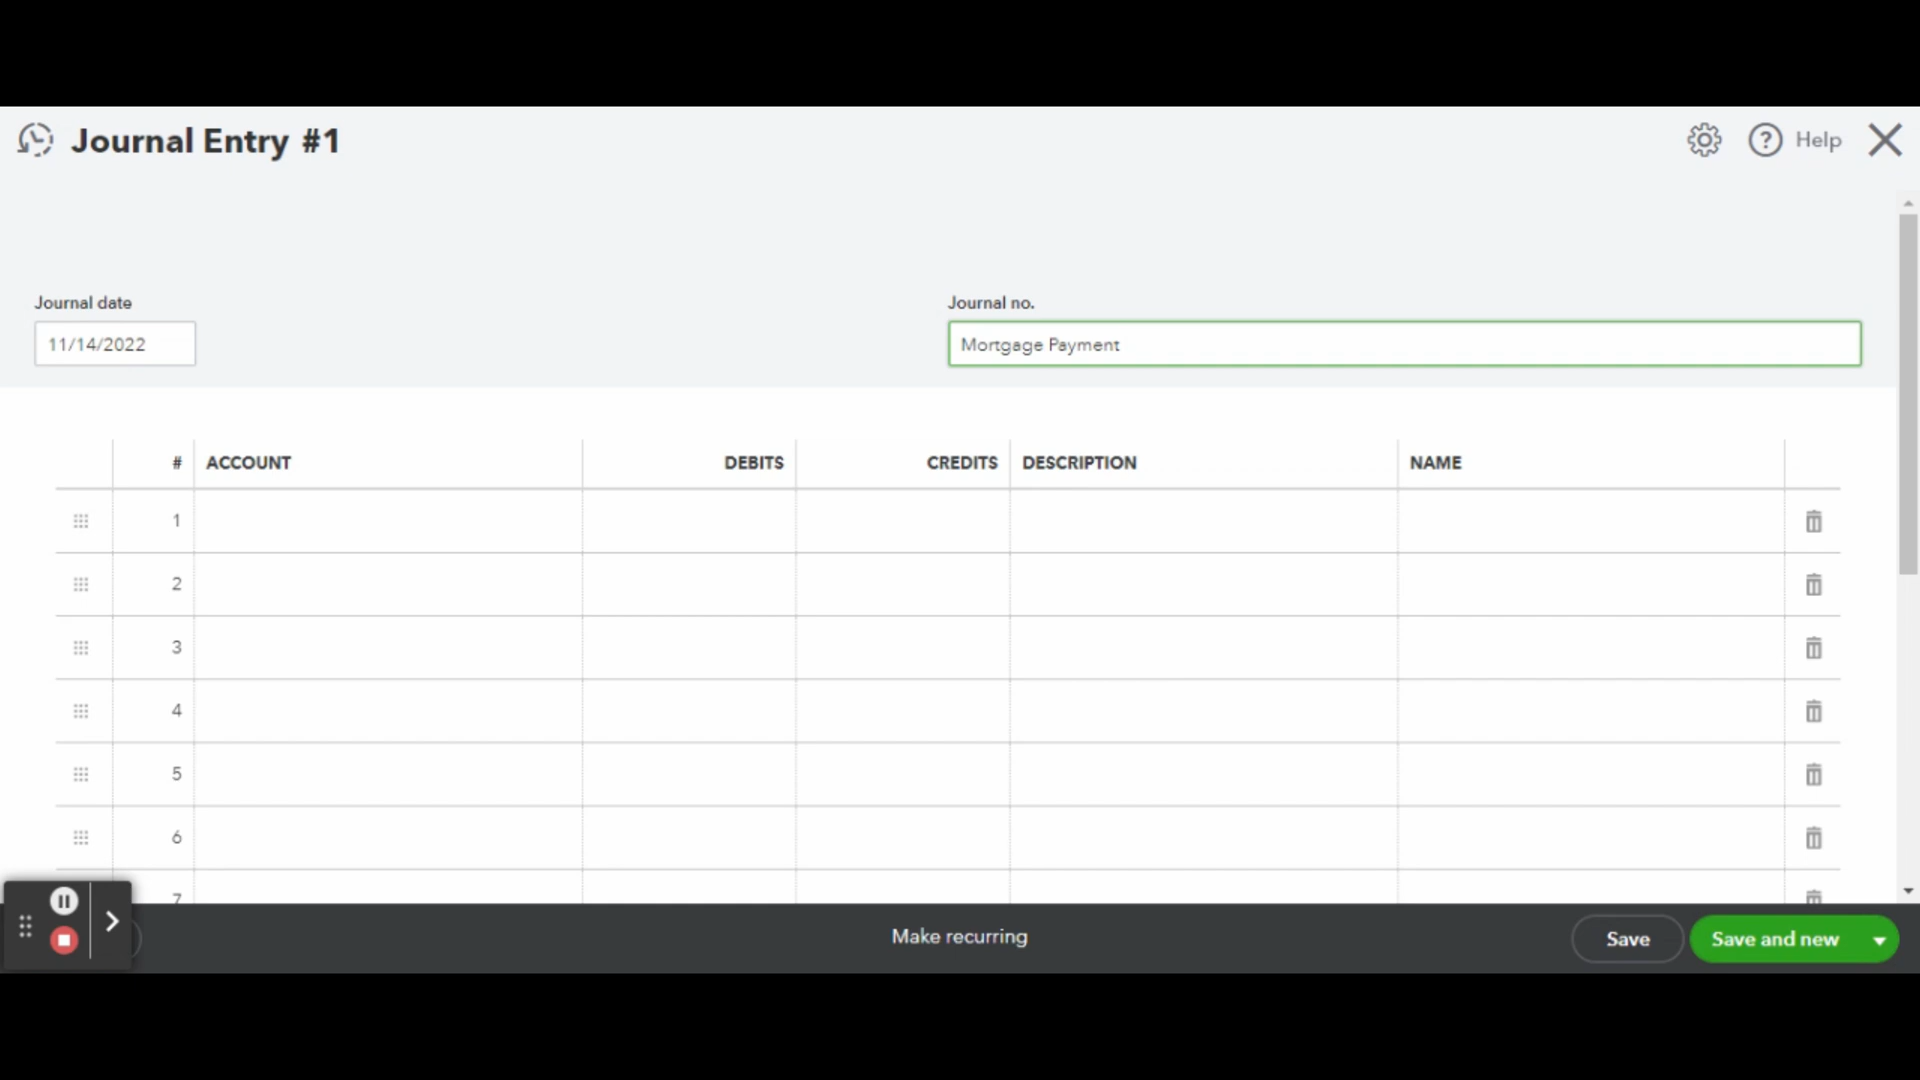 Journal Entry #1
? Help
Journal date
Journal no.
11/14/2022
Mortgage Payment
# ACCOUNT DEBITS CREDITS DESCRIPTION NAME
1
2
3
4
5
6
7
Make recurring
Save
Save and new